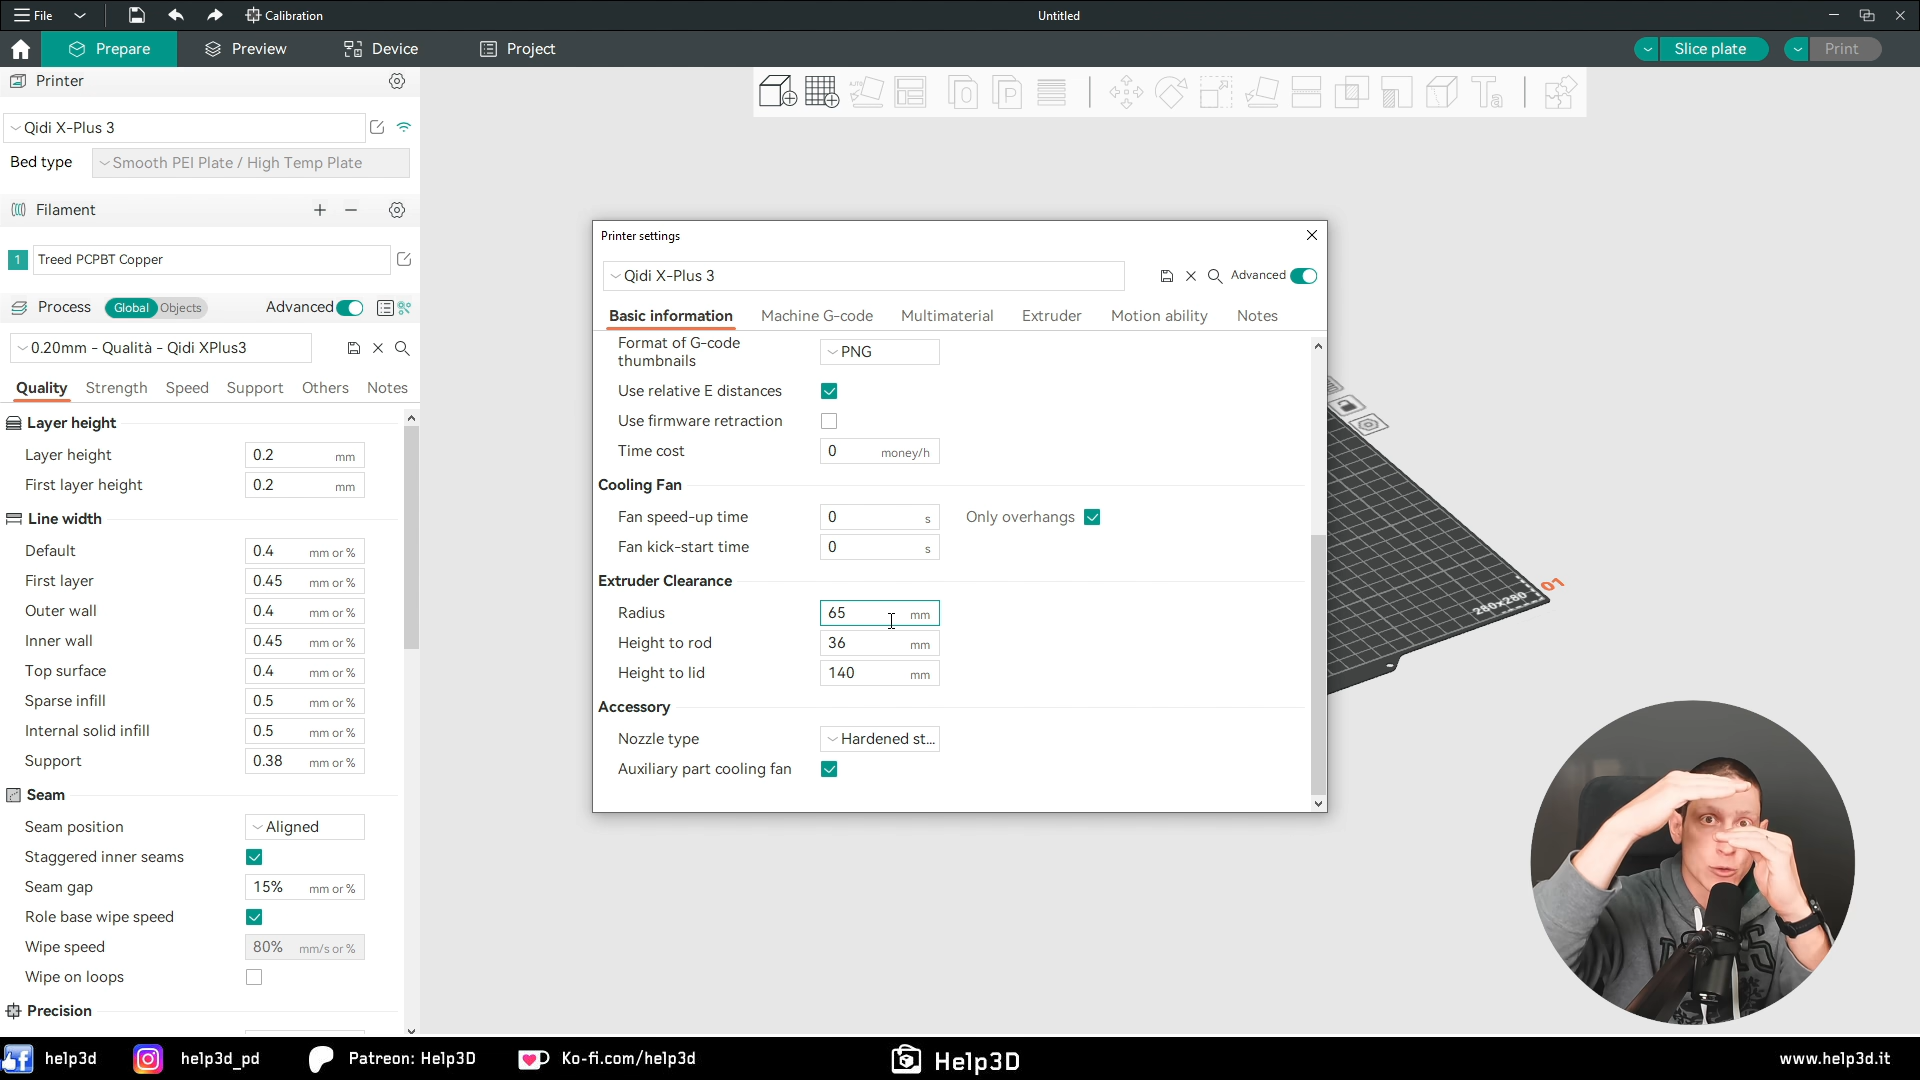 File
Calibration
Untitled
Prepare
Preview
Device
Project
Slice plate
Print
Printer
Qidi X-Plus 3
Bed type
Smooth PEI Plate / High Temp Plate
Filament
1
Treed PCPBT Copper
Process
Global
Objects
Advanced
0.20mm - Qualità - Qidi XPlus3
Quality
Strength
Speed
Support
Others
Notes
Layer height
Layer height 0.2 mm
First layer height 0.2 mm
Line width
Default 0.4 mm or %
First layer 0.45 mm or %
Outer wall 0.4 mm or %
Inner wall 0.45 mm or %
Top surface 0.4 mm or %
Sparse infill 0.5 mm or %
Internal solid infill 0.5 mm or %
Support 0.38 mm or %
Seam
Seam position Aligned
Staggered inner seams
Seam gap 15% mm or %
Role base wipe speed
Wipe speed 80% mm/s or %
Wipe on loops
Precision
Printer settings
Qidi X-Plus 3
Advanced
Basic information
Machine G-code
Multimaterial
Extruder
Motion ability
Notes
Format of G-code
thumbnails
PNG
Use relative E distances
Use firmware retraction
Time cost 0 money/h
Cooling Fan
Fan speed-up time 0 s Only overhangs
Fan kick-start time 0 s
Extruder Clearance
Radius 65 mm
Height to rod 36 mm
Height to lid 140 mm
Accessory
Nozzle type Hardened st...
Auxiliary part cooling fan
01
280x280
help3d
help3d_pd
Patreon: Help3D
Ko-fi.com/help3d
Help3D
www.help3d.it